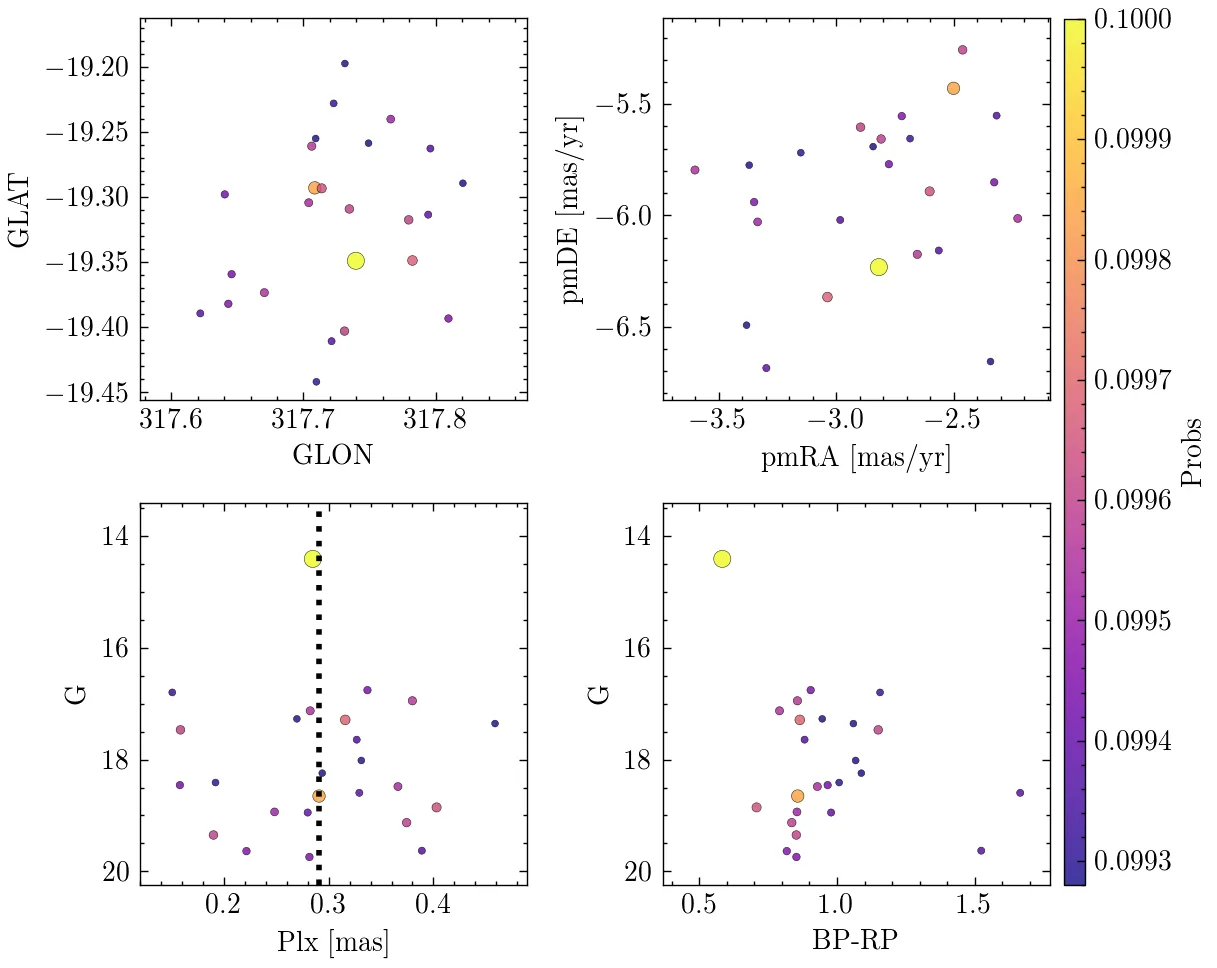 −19.20
−19.25
−19.30
−19.35
−19.40
−19.45
GLAT
317.6 317.7 317.8
GLON
−5.5
−6.0
−6.5
pmDE [mas/yr]
−3.5 −3.0 −2.5
pmRA [mas/yr]
0.1000
0.0999
0.0998
0.0997
0.0996
0.0995
0.0994
0.0993
Probs
14
16
18
20
G
0.2 0.3 0.4
Plx [mas]
14
16
18
20
G
0.5 1.0 1.5
BP-RP